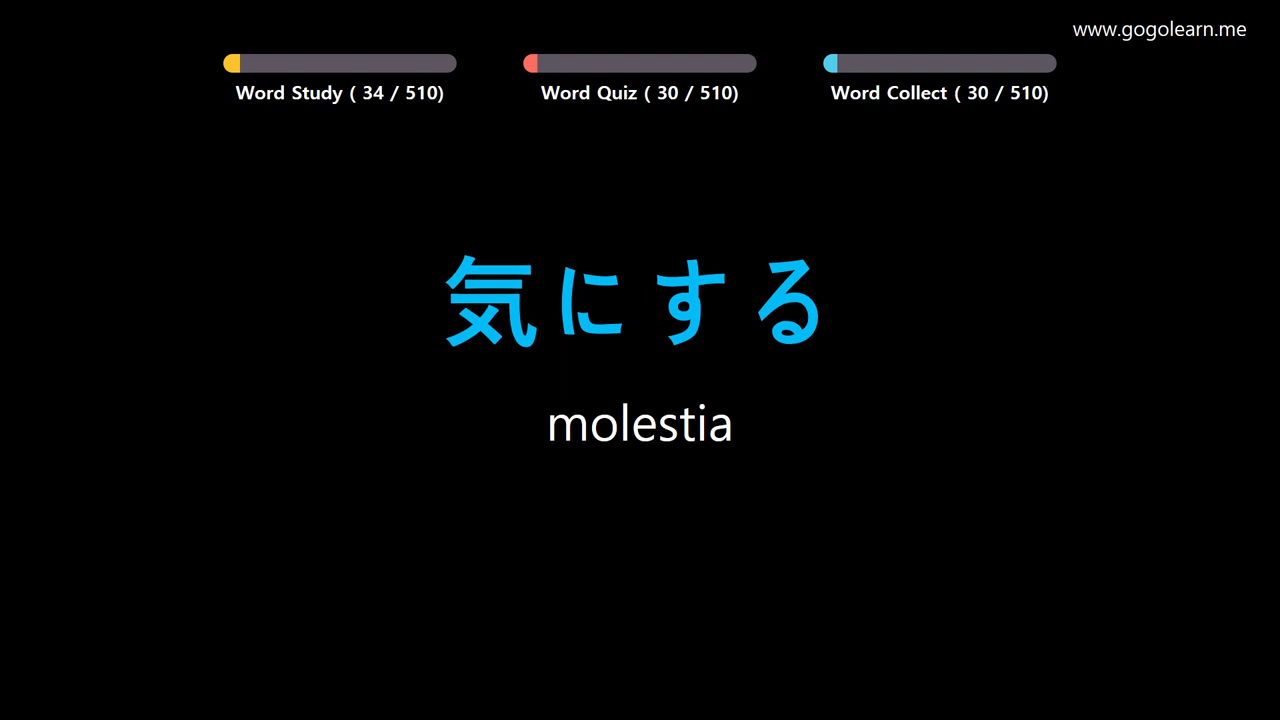 www.gogolearn.me
Word Study ( 34 / 510)
Word Quiz ( 30 / 510)
Word Collect ( 30 / 510)
気にする
molestia